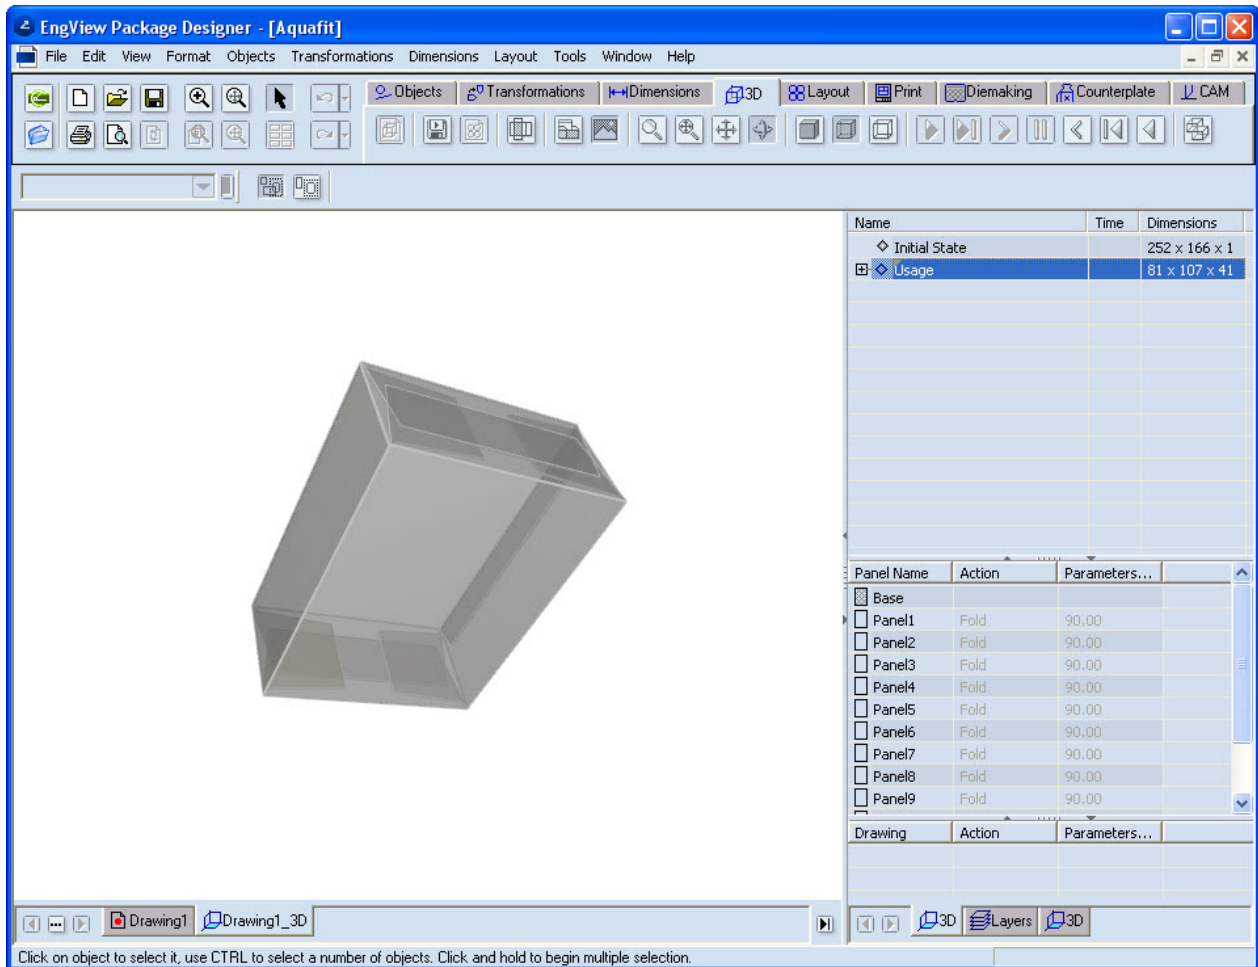 EngView Package Designer - [Aquafit]
File Edit View Format Objects Transformations Dimensions Layout Tools Window Help
Objects Transformations Dimensions 3D Layout Print Diemaking Counterplate CAM
Name Time Dimensions
Initial State 252 x 166 x 1
Usage 81 x 107 x 41
Panel Name Action Parameters...
Base
Panel1 Fold 90.00
Panel2 Fold 90.00
Panel3 Fold 90.00
Panel4 Fold 90.00
Panel5 Fold 90.00
Panel6 Fold 90.00
Panel7 Fold 90.00
Panel8 Fold 90.00
Panel9 Fold 90.00
Drawing Action Parameters...
Drawing1 Drawing1_3D 3D Layers 3D
Click on object to select it, use CTRL to select a number of objects. Click and hold to begin multiple selection.